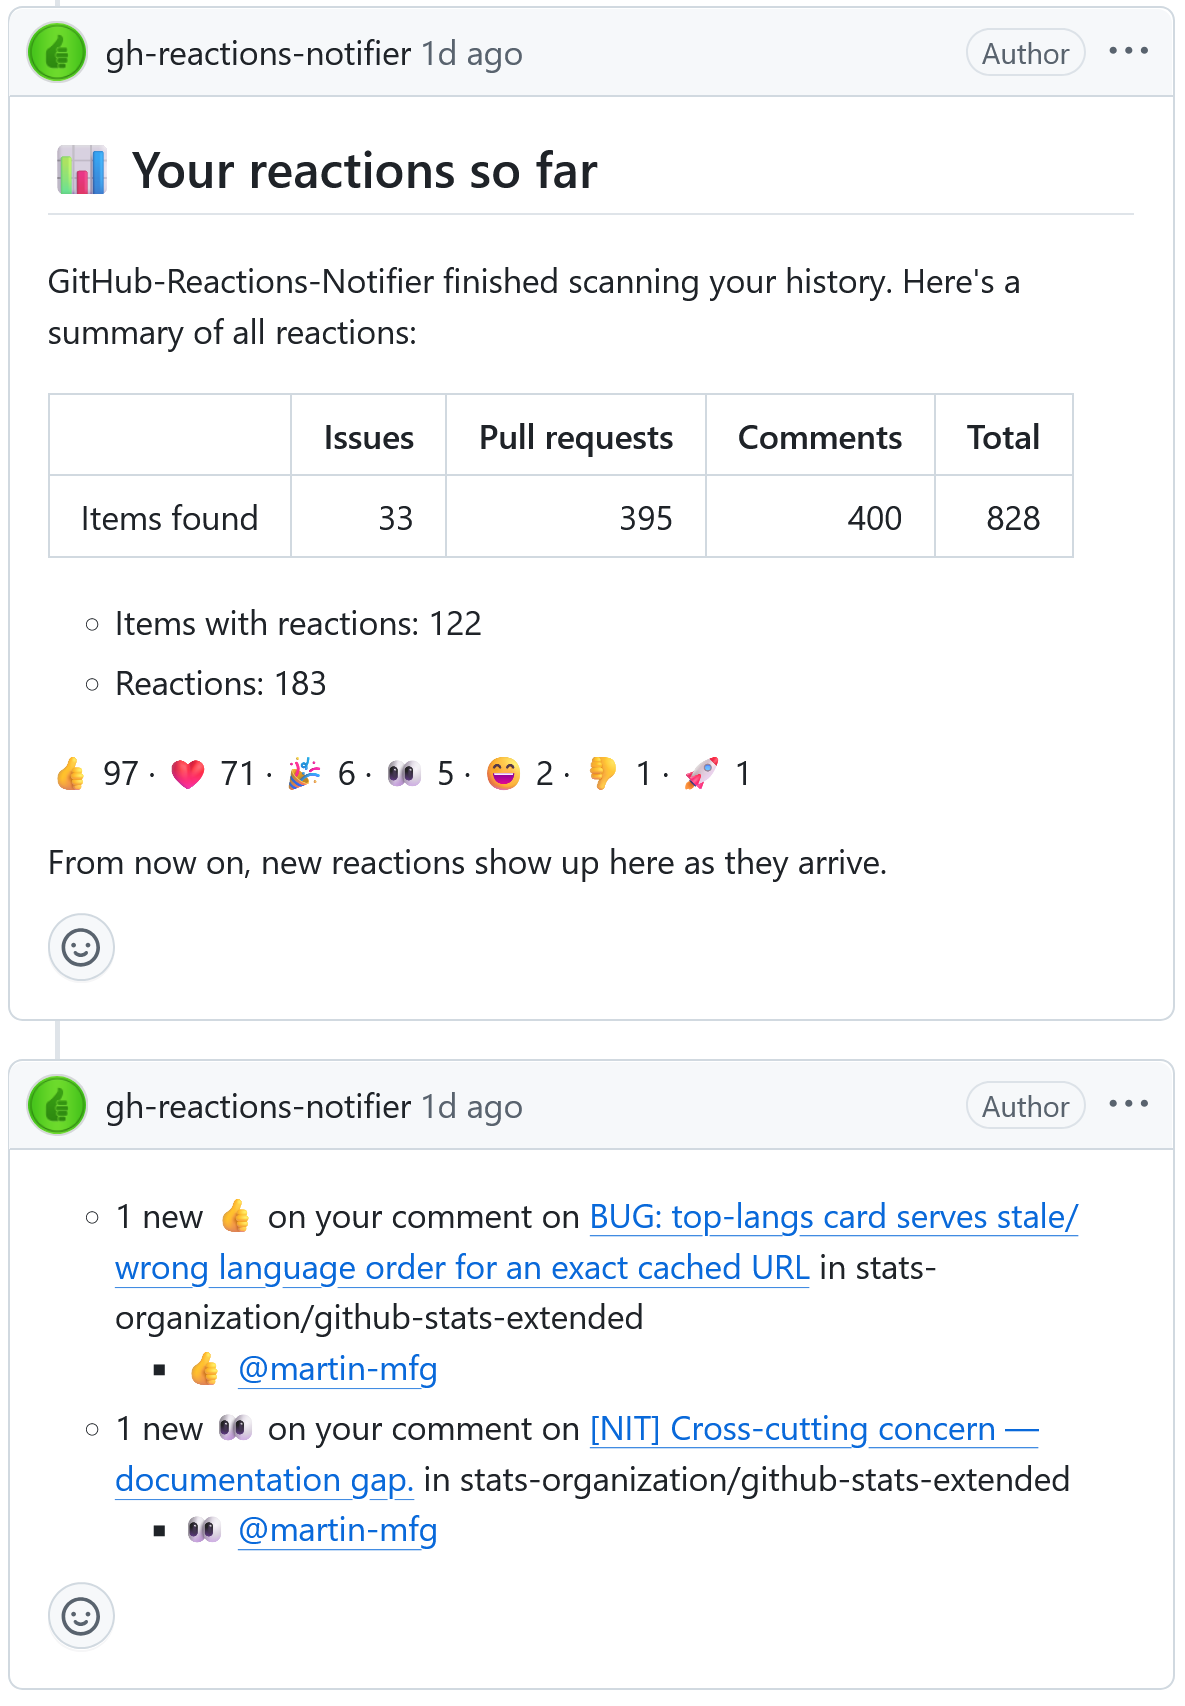 gh-reactions-notifier 1d ago Author
📊 Your reactions so far
GitHub-Reactions-Notifier finished scanning your history. Here's a
summary of all reactions:
Issues Pull requests Comments Total
Items found 33 395 400 828
Items with reactions: 122
Reactions: 183
👍 97 · ❤️ 71 · 🎉 6 · 👀 5 · 😄 2 · 👎 1 · 🚀 1
From now on, new reactions show up here as they arrive.
gh-reactions-notifier 1d ago Author
1 new 👍 on your comment on BUG: top-langs card serves stale/
wrong language order for an exact cached URL in stats-
organization/github-stats-extended
👍 @martin-mfg
1 new 👀 on your comment on [NIT] Cross-cutting concern —
documentation gap. in stats-organization/github-stats-extended
👀 @martin-mfg